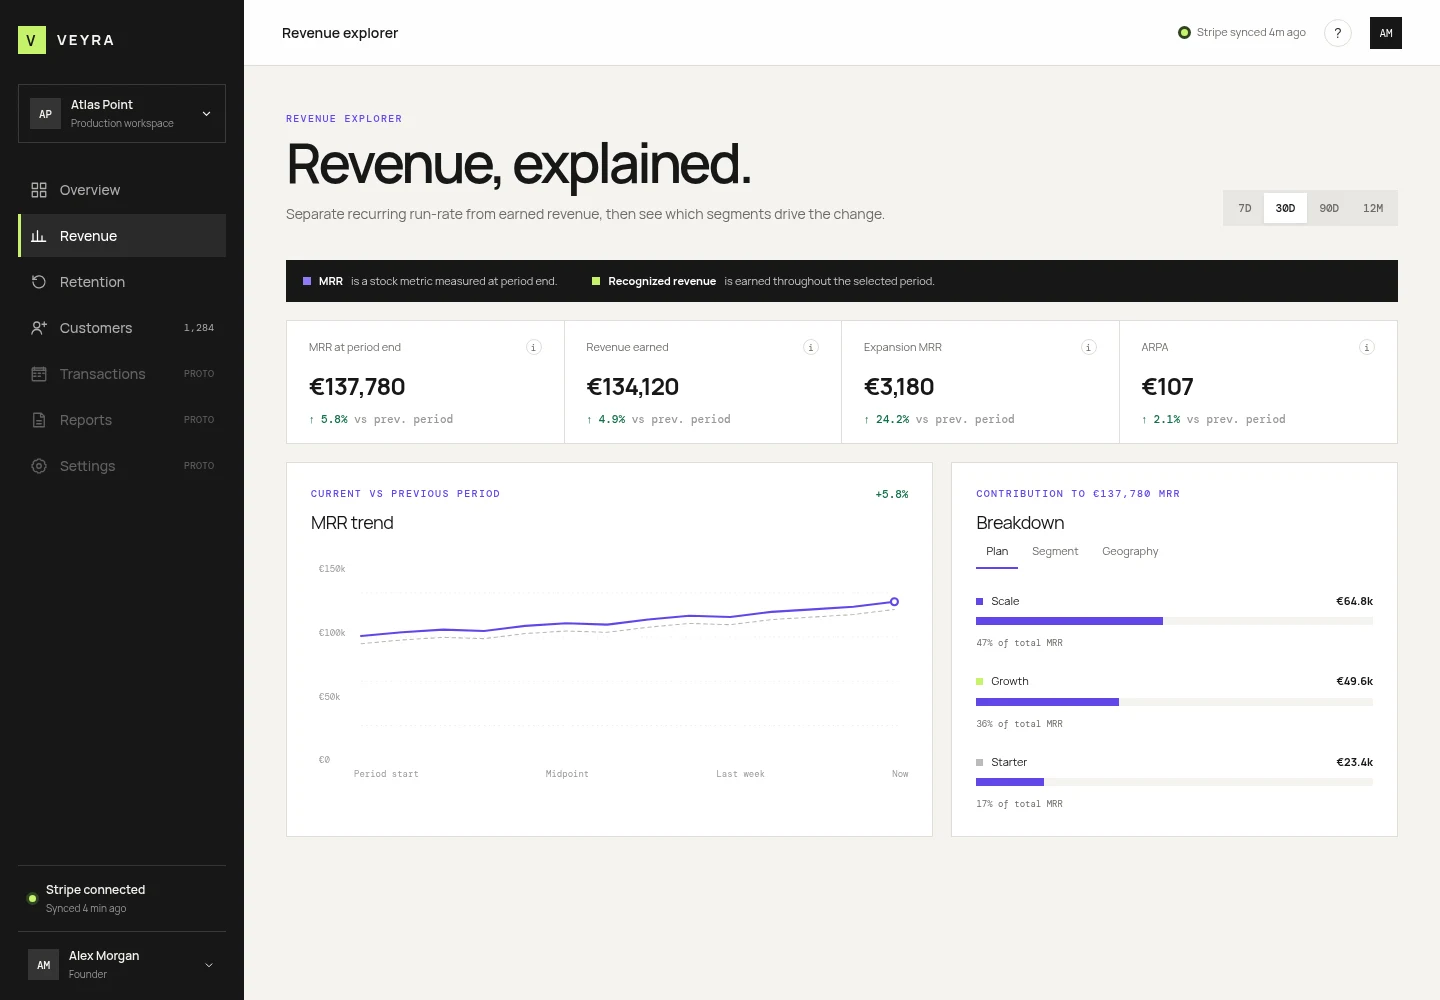 V VEYRA
AP
Atlas Point
Production workspace
Overview
Revenue
Retention
Customers 1,284
Transactions PROTO
Reports PROTO
Settings PROTO
Stripe connected
Synced 4 min ago
AM
Alex Morgan
Founder
Revenue explorer
Stripe synced 4m ago
?
AM
REVENUE EXPLORER
Revenue, explained.
Separate recurring run-rate from earned revenue, then see which segments drive the change.
7D 30D 90D 12M
MRR is a stock metric measured at period end. Recognized revenue is earned throughout the selected period.
MRR at period end i
€137,780
↑ 5.8% vs prev. period
Revenue earned i
€134,120
↑ 4.9% vs prev. period
Expansion MRR i
€3,180
↑ 24.2% vs prev. period
ARPA i
€107
↑ 2.1% vs prev. period
CURRENT VS PREVIOUS PERIOD +5.8%
MRR trend
€150k
€100k
€50k
€0
Period start Midpoint Last week Now
CONTRIBUTION TO €137,780 MRR
Breakdown
Plan Segment Geography
Scale €64.8k
47% of total MRR
Growth €49.6k
36% of total MRR
Starter €23.4k
17% of total MRR